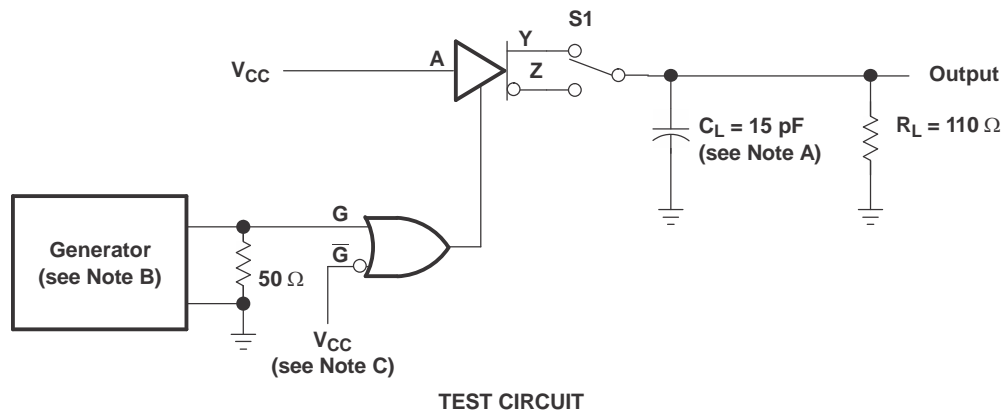 S1
Y
A
Z
VCC
Output
CL = 15 pF
(see Note A)
RL = 110 Ω
G
Generator
(see Note B)
G̅
50 Ω
VCC
(see Note C)
TEST CIRCUIT